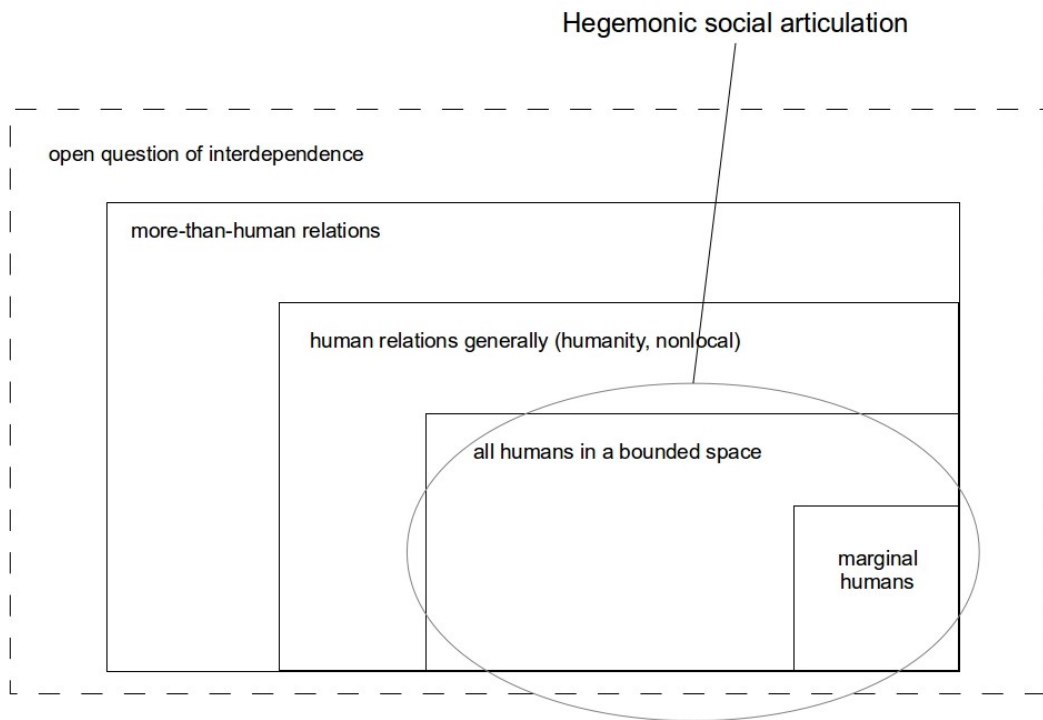 Hegemonic social articulation
open question of interdependence
more-than-human relations
human relations generally (humanity, nonlocal)
all humans in a bounded space
marginal
humans